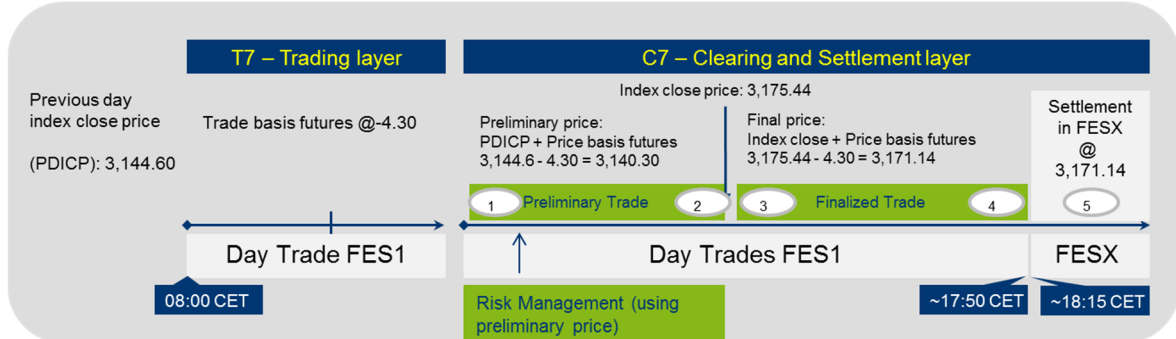 T7 – Trading layer
C7 – Clearing and Settlement layer
Previous day
index close price
(PDICP): 3,144.60
Trade basis futures @-4.30
Index close price: 3,175.44
Preliminary price:
PDICP + Price basis futures
3,144.6 - 4.30 = 3,140.30
Final price:
Index close + Price basis futures
3,175.44 - 4.30 = 3,171.14
Settlement
in FESX
@
3,171.14
1
Preliminary Trade
2
3
Finalized Trade
4
5
Day Trade FES1
Day Trades FES1
FESX
08:00 CET
Risk Management (using
preliminary price)
~17:50 CET
~18:15 CET